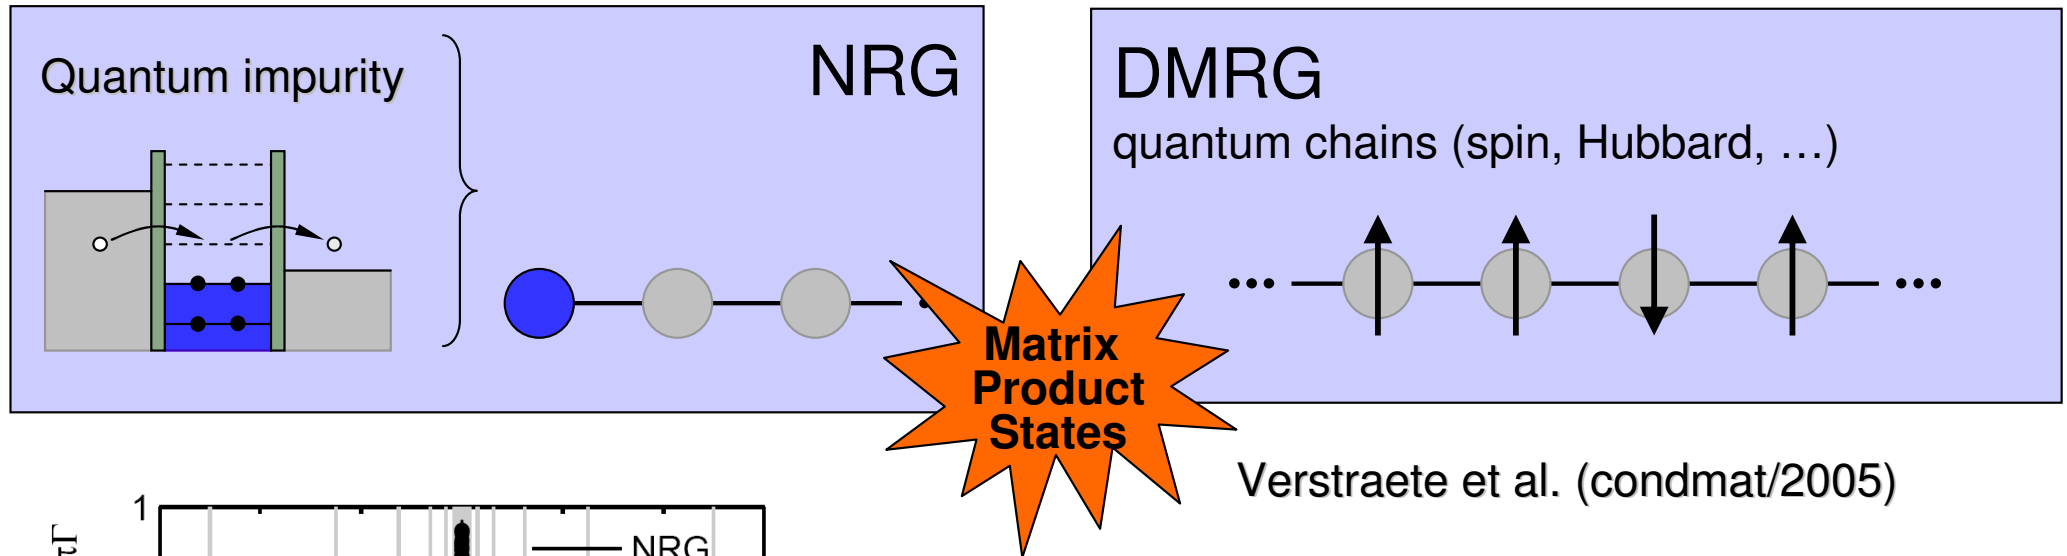 Quantum impurity
NRG
DMRG
quantum chains (spin, Hubbard, …)
Matrix
Product
States
Verstraete et al. (condmat/2005)
1
NRG